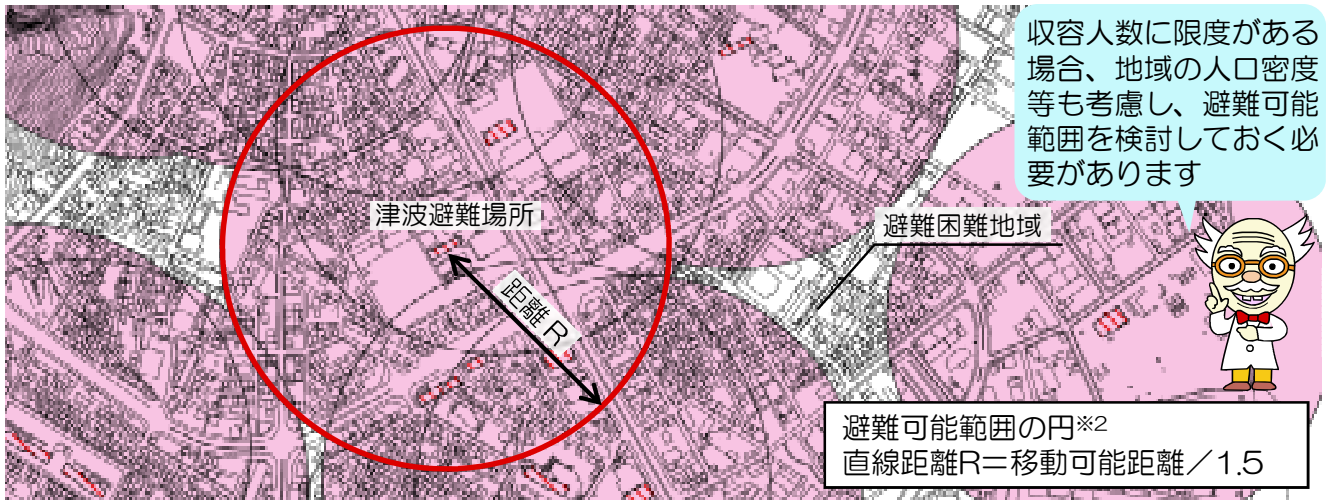 収容人数に限度がある
場合、地域の人口密度
等も考慮し、避難可能
範囲を検討しておく必
要があります
津波避難場所
避難困難地域
距離R
避難可能範囲の円※2
直線距離R＝移動可能距離／1.5